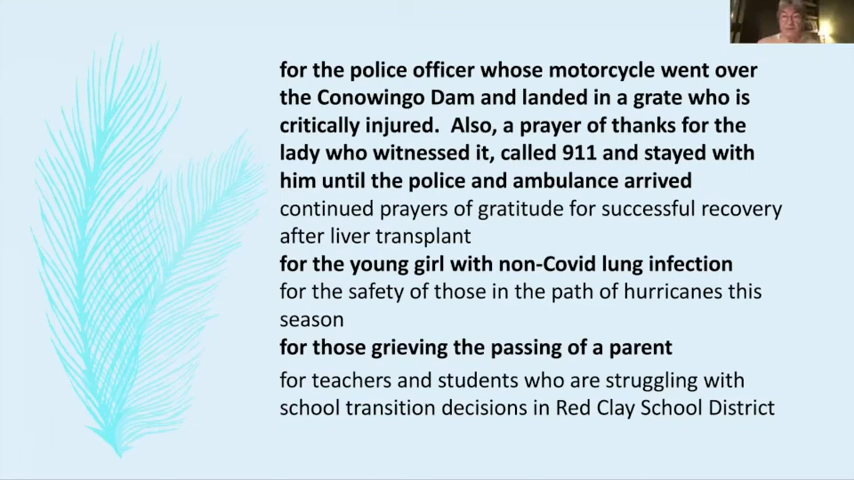 for the police officer whose motorcycle went over
the Conowingo Dam and landed in a grate who is
critically injured.  Also, a prayer of thanks for the
lady who witnessed it, called 911 and stayed with
him until the police and ambulance arrived
continued prayers of gratitude for successful recovery
after liver transplant
for the young girl with non-Covid lung infection
for the safety of those in the path of hurricanes this
season
for those grieving the passing of a parent
for teachers and students who are struggling with
school transition decisions in Red Clay School District